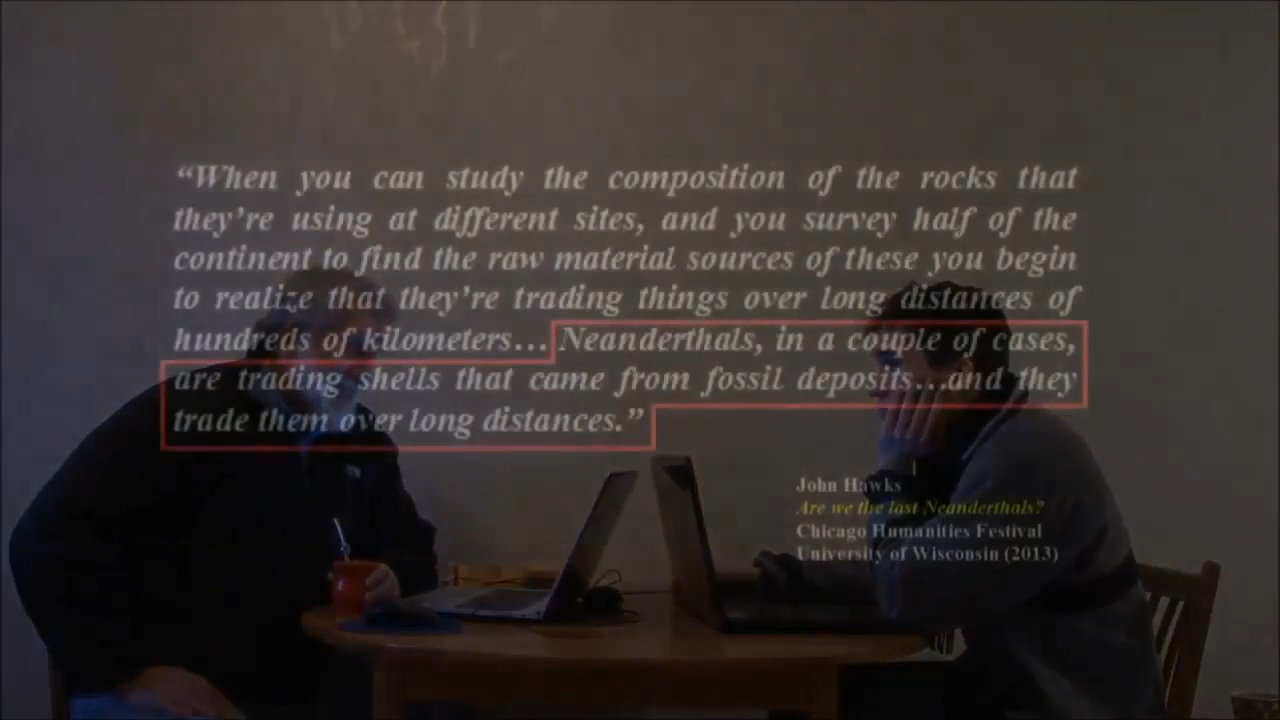 “When you can study the composition of the rocks that
they’re using at different sites, and you survey half of the
continent to find the raw material sources of these you begin
to realize that they’re trading things over long distances of
hundreds of kilometers… Neanderthals, in a couple of cases,
are trading shells that came from fossil deposits…and they
trade them over long distances.”
John Hawks
Are we the last Neanderthals?
Chicago Humanities Festival
University of Wisconsin (2013)